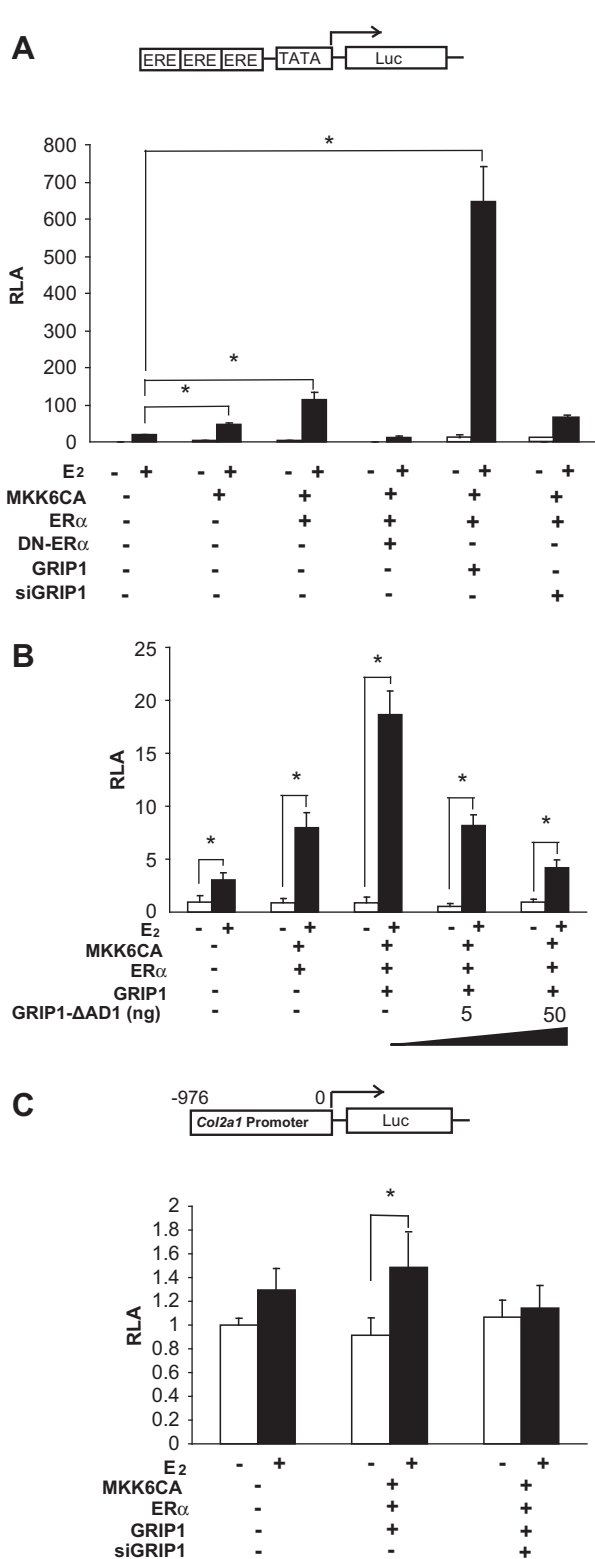 A
ERE ERE ERE TATA Luc
800
*
700
600
500
RLA
400
300
*
200
*
100
0
E2 - + - + - + - + - + - +
MKK6CA - + + + + +
ERα - - + + + +
DN-ERα - - - + - -
GRIP1 - - - - + -
siGRIP1 - - - - - +
B
25
*
20
RLA
15
* *
10
* *
5
0
E2 - + - + - + - + - +
MKK6CA - + + + +
ERα - + + + +
GRIP1 - - + + +
GRIP1-ΔAD1 (ng) - - - 5 50
C
-976 0
Col2a1 Promoter Luc
2
*
1.8
1.6
1.4
1.2
RLA
1
0.8
0.6
0.4
0.2
0
E2 - + - + - +
MKK6CA - + +
ERα - + +
GRIP1 - + +
siGRIP1 - - +